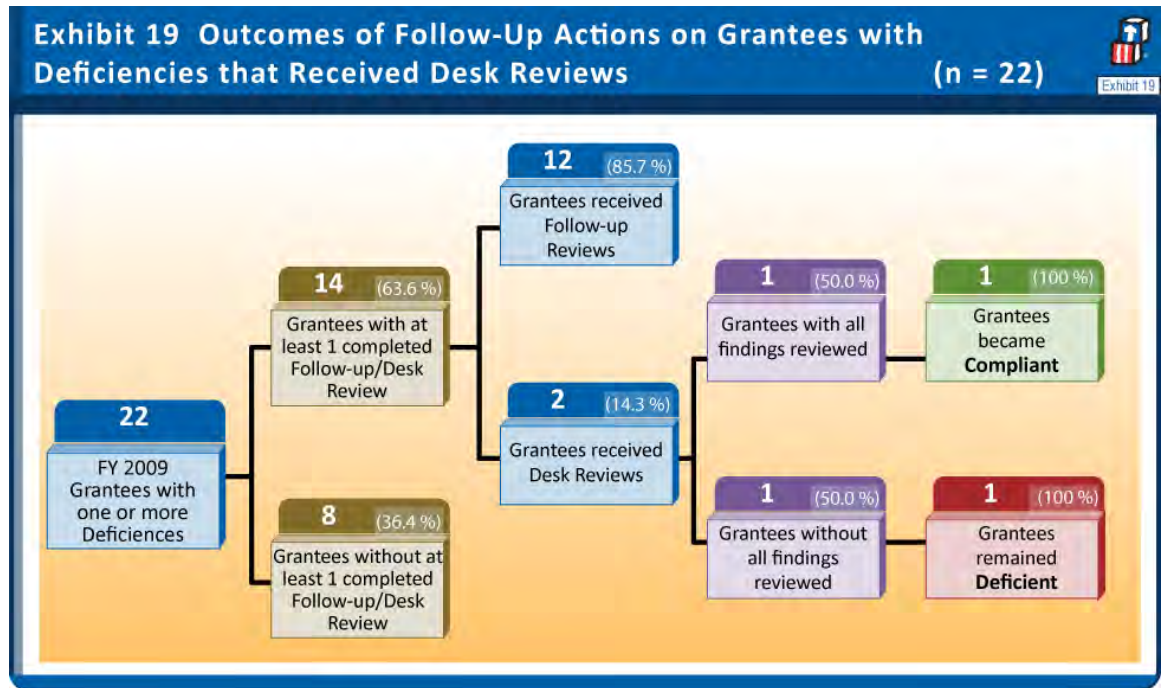 Exhibit 19 Outcomes of Follow-Up Actions on Grantees with
Deficiencies that Received Desk Reviews (n = 22)
Exhibit 19
22
FY 2009
Grantees with
one or more
Deficiences
14 (63.6 %)
Grantees with at
least 1 completed
Follow-up/Desk
Review
8 (36.4 %)
Grantees without at
least 1 completed
Follow-up/Desk
Review
12 (85.7 %)
Grantees received
Follow-up
Reviews
2 (14.3 %)
Grantees received
Desk Reviews
1 (50.0 %)
Grantees with all
findings reviewed
1 (100 %)
Grantees
became
Compliant
1 (50.0 %)
Grantees without
all findings
reviewed
1 (100 %)
Grantees
remained
Deficient